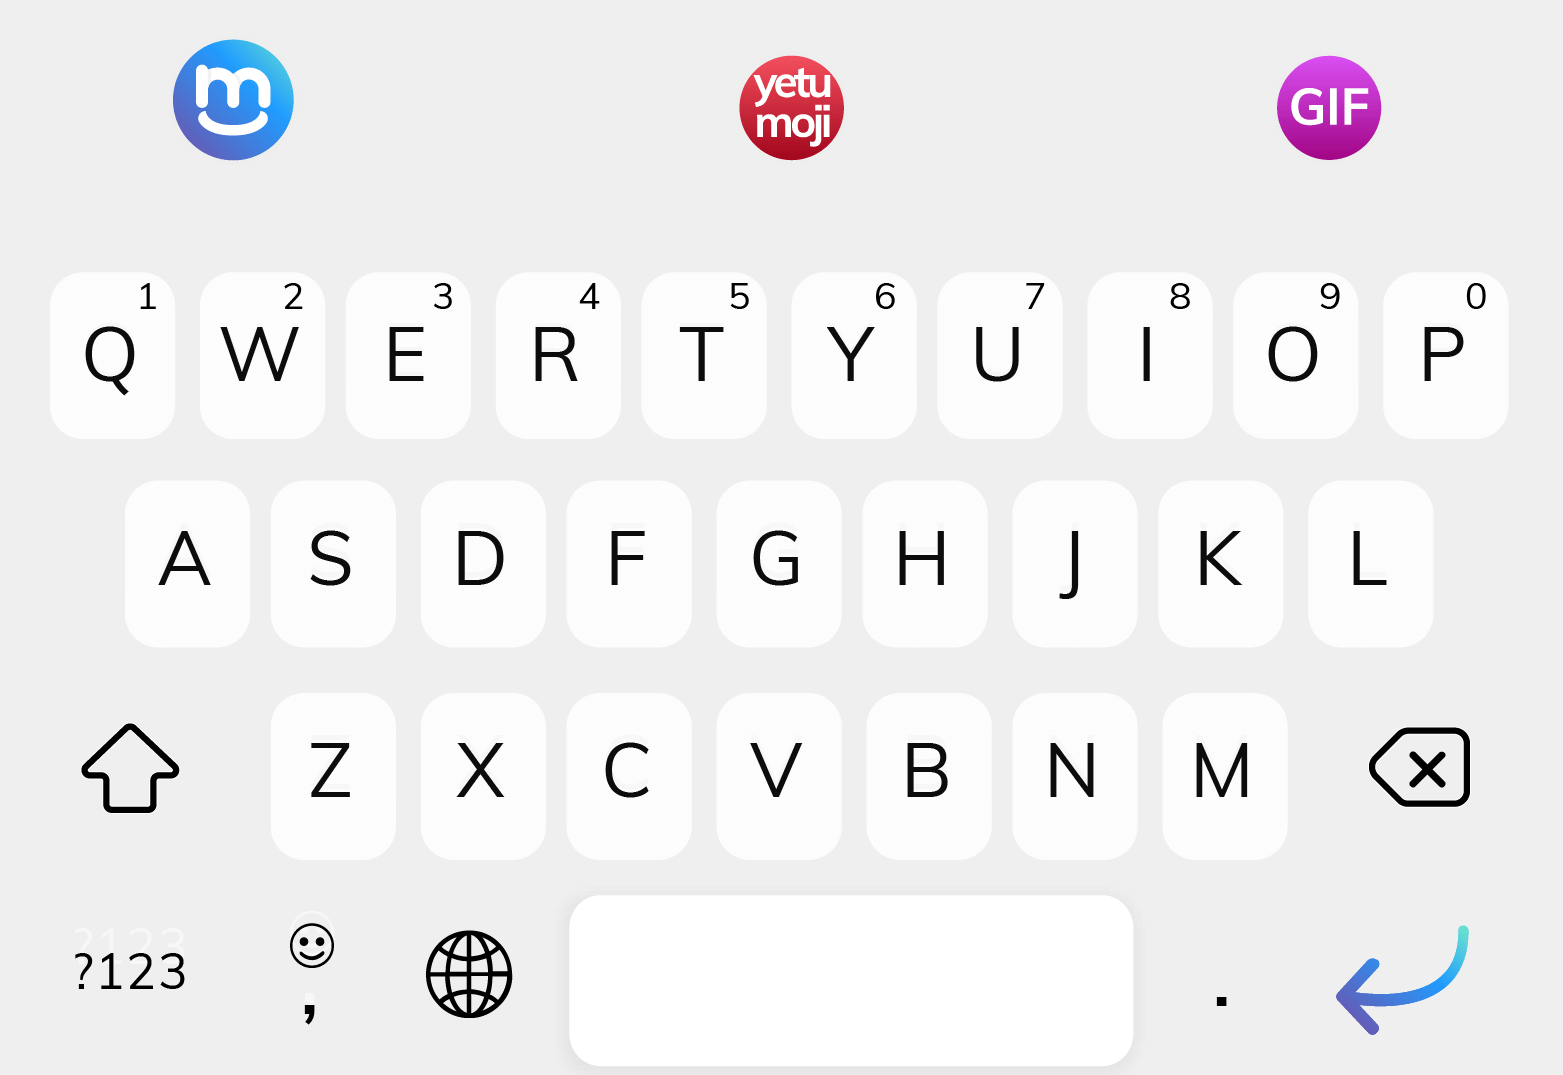 m
yetu
moji
GIF
1 2 3 4 5 6 7 8 9 0
Q W E R T Y U I O P
A S D F G H J K L
Z X C V B N M
?123 , .